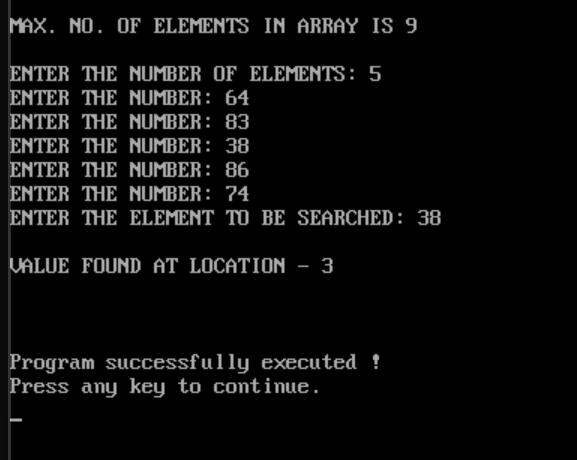 MAX. NO. OF ELEMENTS IN ARRAY IS 9
ENTER THE NUMBER OF ELEMENTS: 5
ENTER THE NUMBER: 64
ENTER THE NUMBER: 83
ENTER THE NUMBER: 38
ENTER THE NUMBER: 86
ENTER THE NUMBER: 74
ENTER THE ELEMENT TO BE SEARCHED: 38
VALUE FOUND AT LOCATION - 3
Program successfully executed !
Press any key to continue.